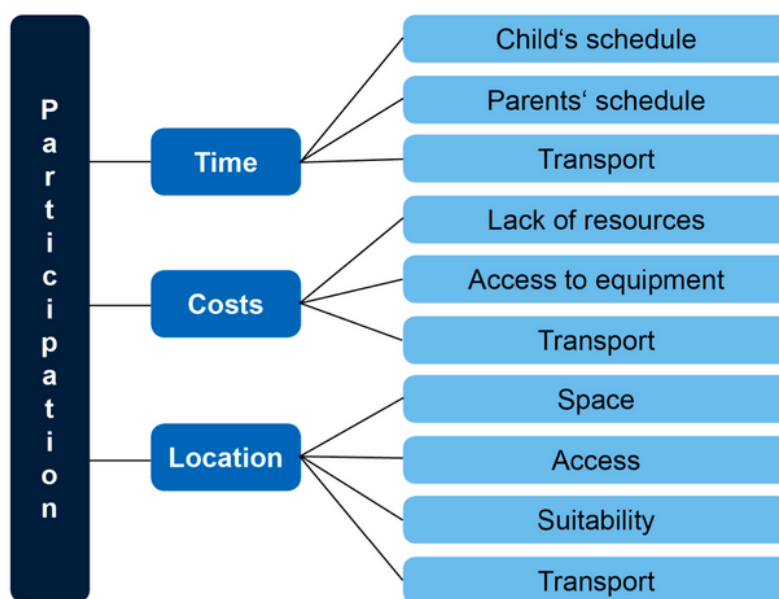 Participation
Time
Child‘s schedule
Parents‘ schedule
Transport
Costs
Lack of resources
Access to equipment
Transport
Location
Space
Access
Suitability
Transport